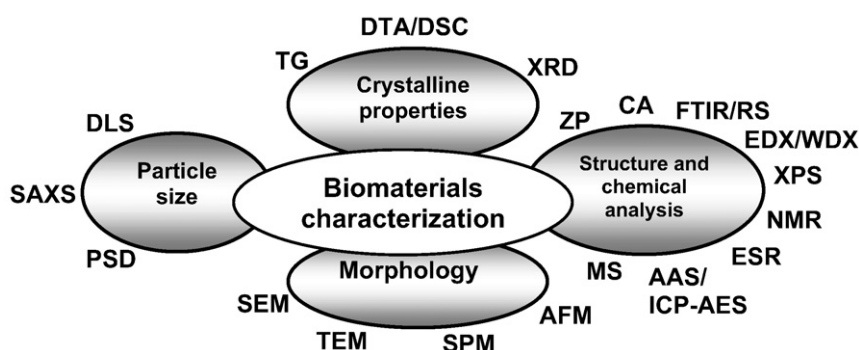 DTA/DSC
TG
XRD
Crystalline
properties
DLS
SAXS
PSD
Particle
size
Biomaterials
characterization
ZP
CA
FTIR/RS
EDX/WDX
XPS
NMR
ESR
AAS/
ICP-AES
MS
Structure and
chemical
analysis
Morphology
SEM
TEM
SPM
AFM